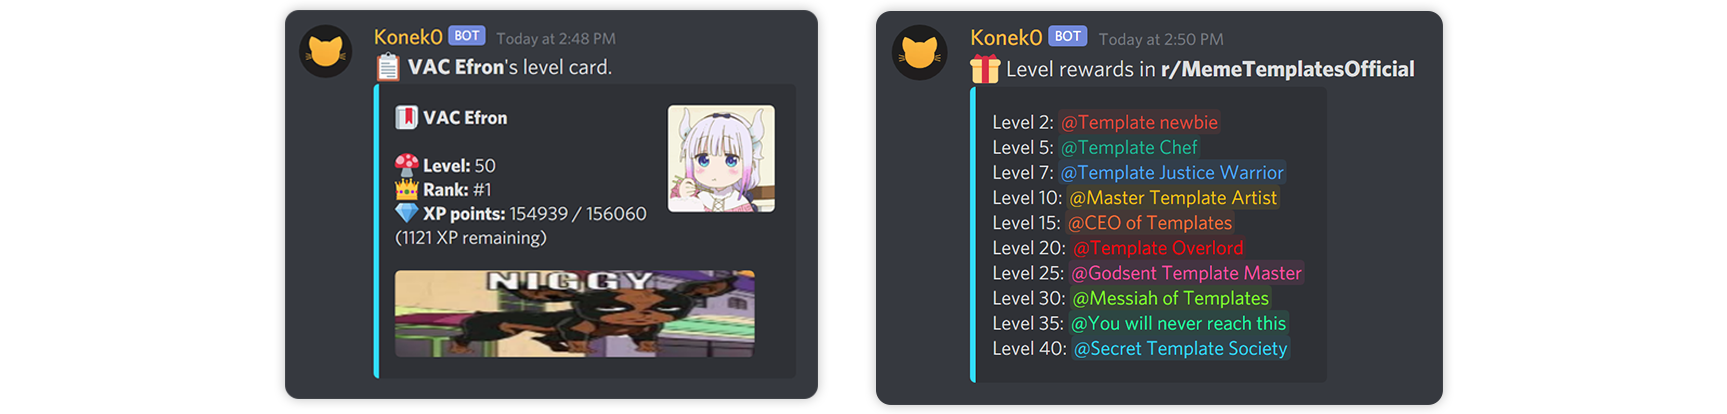 Konek0 BOT Today at 2:48 PM
VAC Efron's level card.
VAC Efron
Level: 50
Rank: #1
XP points: 154939 / 156060
(1121 XP remaining)
NIGGY
Konek0 BOT Today at 2:50 PM
Level rewards in r/MemeTemplatesOfficial
Level 2: @Template newbie
Level 5: @Template Chef
Level 7: @Template Justice Warrior
Level 10: @Master Template Artist
Level 15: @CEO of Templates
Level 20: @Template Overlord
Level 25: @Godsent Template Master
Level 30: @Messiah of Templates
Level 35: @You will never reach this
Level 40: @Secret Template Society